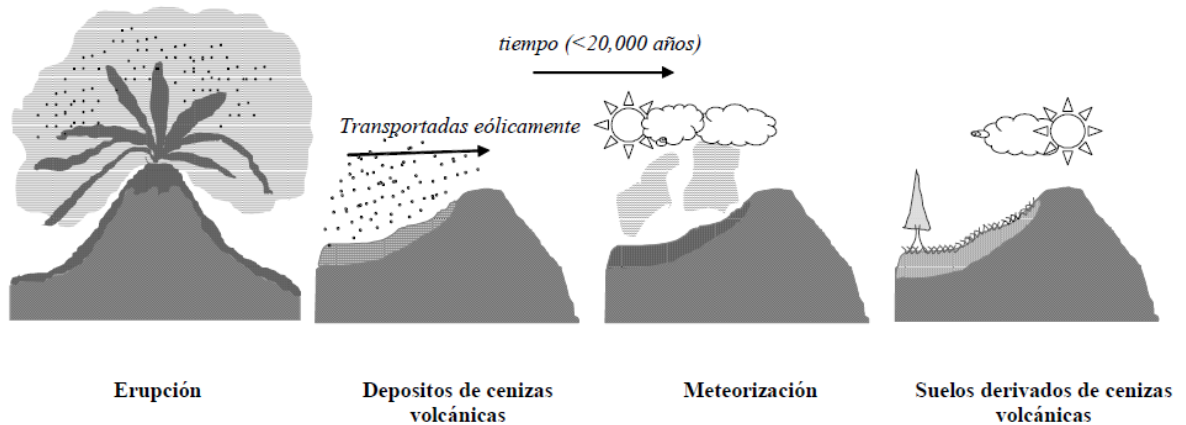 tiempo (<20,000 años)
Transportadas eólicamente
Erupción
Depositos de cenizas
volcánicas
Meteorización
Suelos derivados de cenizas
volcánicas